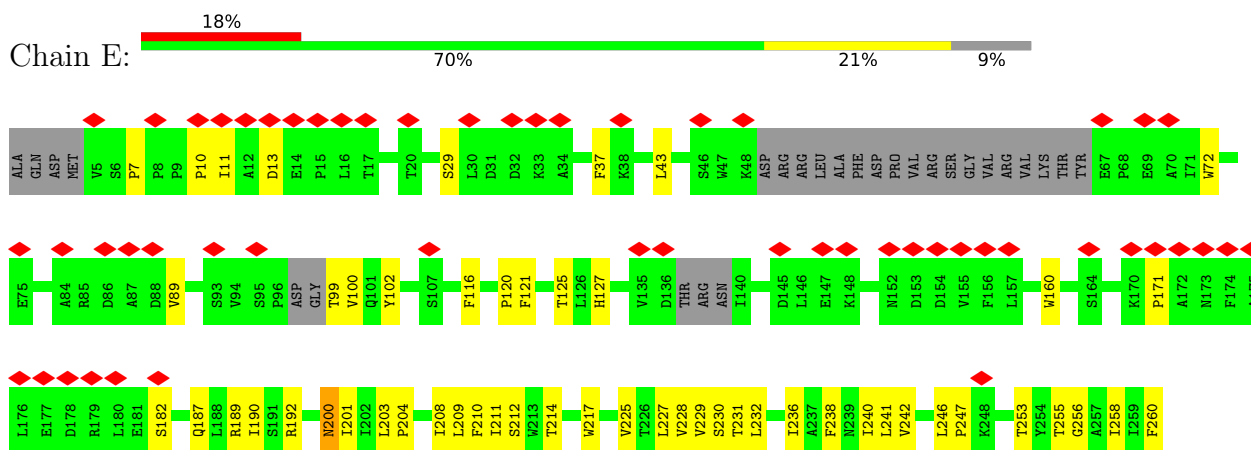 18%
Chain E:
70% 21% 9%
ALA GLN ASP MET V5 S6 P7 P8 P9 P10 I11 A12 D13 E14 P15 L16 T17 T20 S29 L30 D31 D32 K33 A34 F37 K38 L43 S46 W47 K48 ASP ARG ARG LEU ALA PHE ASP PRO VAL ARG SER GLY VAL ARG VAL LYS THR TYR E67 P68 E69 A70 I71 W72
E75 A84 R85 D86 A87 D88 V89 S93 V94 S95 P96 ASP GLY T99 V100 Q101 Y102 S107 F116 P120 F121 T125 L126 H127 V135 D136 THR ARG ASN I140 D145 L146 E147 K148 N152 D153 D154 V155 F156 L157 W160 S164 K170 P171 A172 N173 F174
L176 E177 D178 R179 L180 E181 S182 Q187 L188 R189 I190 S191 R192 N200 I201 I202 L203 P204 I208 L209 F210 I211 S212 W213 T214 W217 V225 T226 L227 V228 V229 S230 T231 L232 I236 A237 F238 N239 I240 L241 V242 L246 P247 K248 T253 Y254 T255 G256 A257 I258 I259 F260